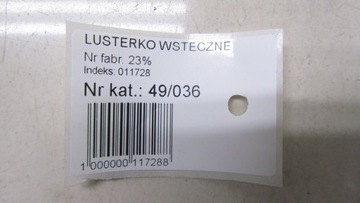 LUSTERKO WSTECZNE
Nr fabr. 23%
Indeks: 011728
Nr kat.: 49/036
1 000000 117288